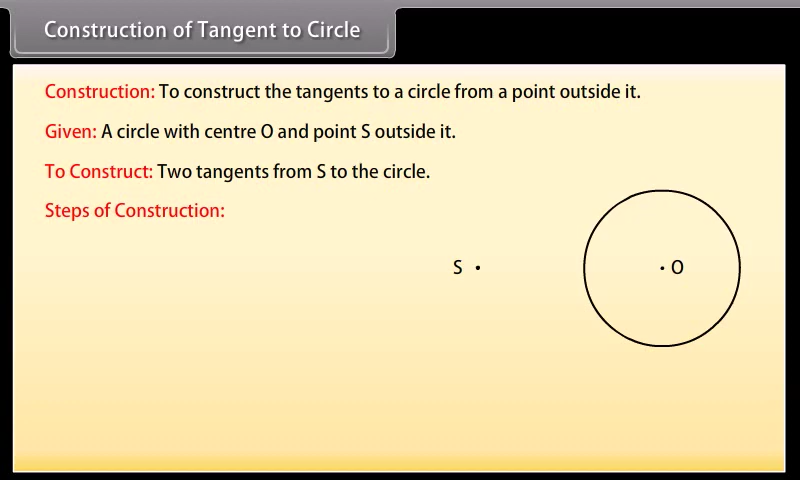 Construction of Tangent to Circle
Construction: To construct the tangents to a circle from a point outside it.
Given: A circle with centre O and point S outside it.
To Construct: Two tangents from S to the circle.
Steps of Construction:
S
O